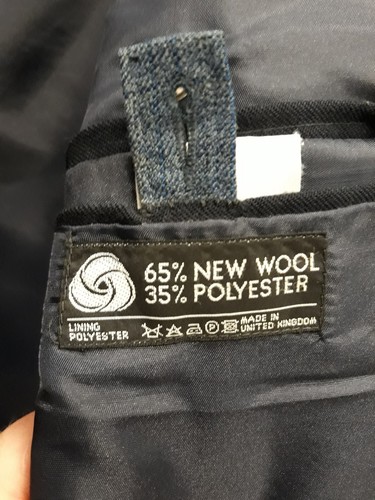 65% NEW WOOL
35% POLYESTER
LINING
POLYESTER
MADE IN
UNITED KINGDOM